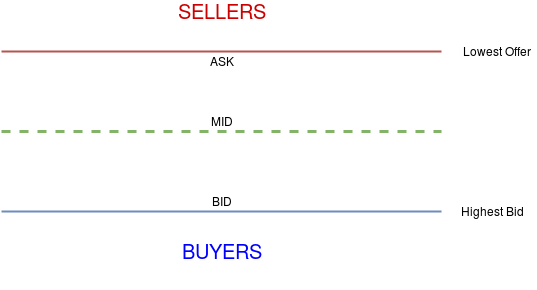 SELLERS
Lowest Offer
ASK
MID
BID
Highest Bid
BUYERS